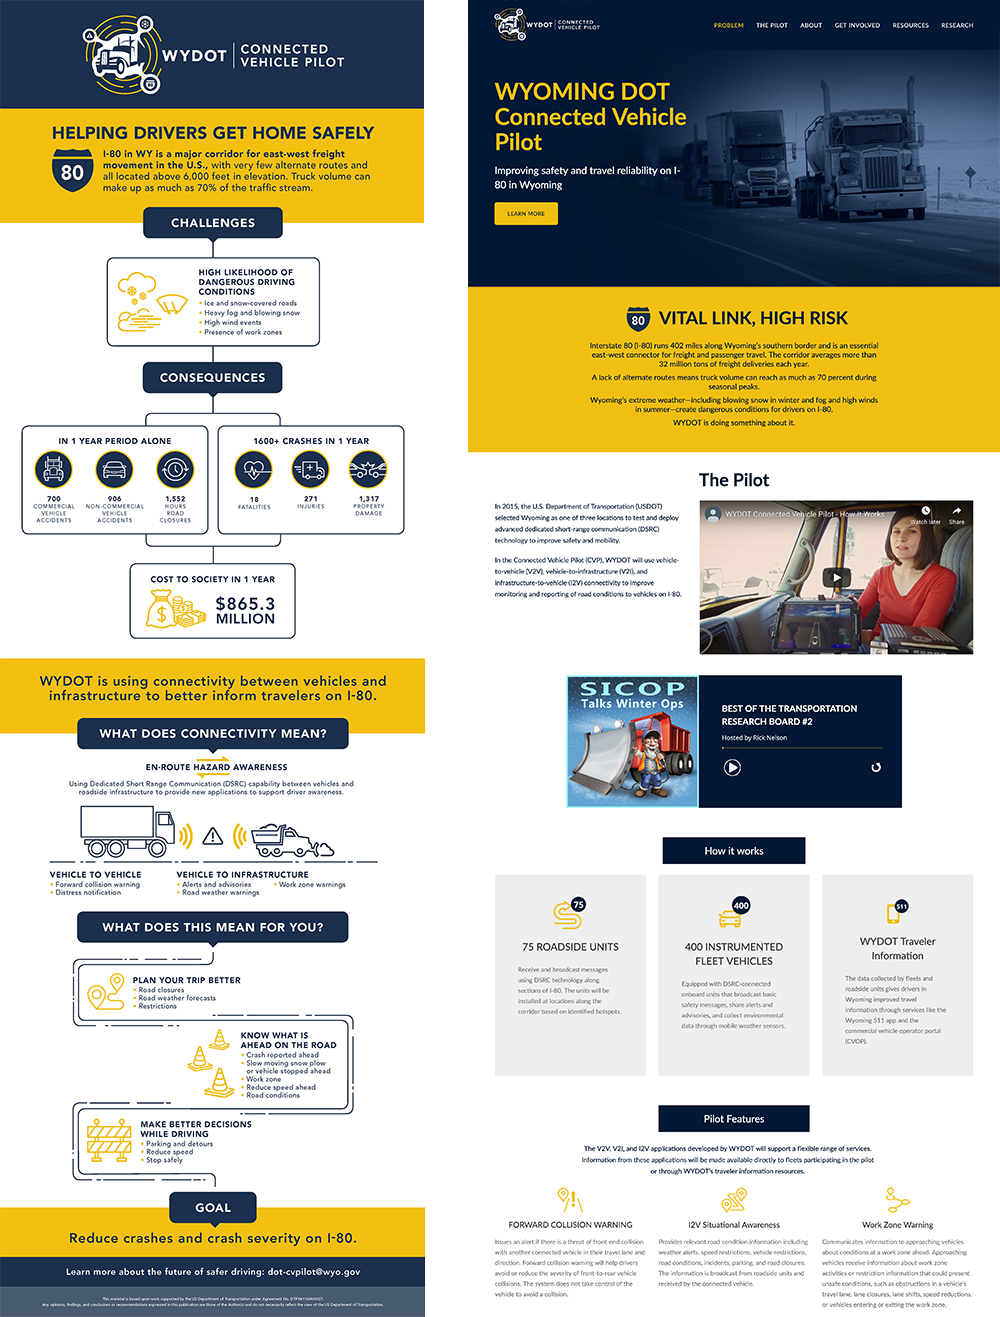 WYDOT
CONNECTED
VEHICLE PILOT
HELPING DRIVERS GET HOME SAFELY
80
I-80 in WY is a major corridor for east-west freight
movement in the U.S., with very few alternate routes and
all located above 6,000 feet in elevation. Truck volume can
make up as much as 70% of the traffic stream.
CHALLENGES
HIGH LIKELIHOOD OF
DANGEROUS DRIVING
CONDITIONS
• Ice and snow-covered roads
• Heavy fog and blowing snow
• High wind events
• Presence of work zones
CONSEQUENCES
IN 1 YEAR PERIOD ALONE
700
COMMERCIAL
VEHICLE
ACCIDENTS
906
NON-COMMERCIAL
VEHICLE
ACCIDENTS
1,552
HOURS
ROAD
CLOSURES
1600+ CRASHES IN 1 YEAR
18
FATALITIES
271
INJURIES
1,317
PROPERTY
DAMAGE
COST TO SOCIETY IN 1 YEAR
$
$865.3
MILLION
WYDOT is using connectivity between vehicles and
infrastructure to better inform travelers on I-80.
WHAT DOES CONNECTIVITY MEAN?
EN-ROUTE HAZARD AWARENESS
Using Dedicated Short Range Communication (DSRC) capability between vehicles and
roadside infrastructure to provide new applications to support driver awareness.
VEHICLE TO VEHICLE
• Forward collision warning
• Distress notification
VEHICLE TO INFRASTRUCTURE
• Alerts and advisories
• Road weather warnings
• Work zone warnings
WHAT DOES THIS MEAN FOR YOU?
PLAN YOUR TRIP BETTER
• Road closures
• Road weather forecasts
• Restrictions
KNOW WHAT IS
AHEAD ON THE ROAD
• Crash reported ahead
• Slow moving snow plow
or vehicle stopped ahead
• Work zone
• Reduce speed ahead
• Road conditions
MAKE BETTER DECISIONS
WHILE DRIVING
• Parking and detours
• Reduce speed
• Stop safely
GOAL
Reduce crashes and crash severity on I-80.
Learn more about the future of safer driving: dot-cvpilot@wyo.gov
This material is based upon work supported by the US Department of Transportation under Agreement No.
Any opinions, findings, and conclusions or recommendations expressed in this publication are those of the Author(s) and do not necessarily reflect the view of the US Department of Transportation.
WYDOT
CONNECTED
VEHICLE PILOT
PROBLEM
THE PILOT
ABOUT
GET INVOLVED
RESOURCES
RESEARCH
WYOMING DOT
Connected Vehicle
Pilot
Improving safety and travel reliability on I-
80 in Wyoming
LEARN MORE
80
VITAL LINK, HIGH RISK
Interstate 80 (I-80) runs 402 miles along Wyoming's southern border and is an essential
east-west connector for freight and passenger travel. The corridor averages more than
32 million tons of freight deliveries each year.
A lack of alternate routes means truck volume can reach as much as 70 percent during
seasonal peaks.
Wyoming's extreme weather—including blowing snow in winter and fog and high winds
in summer—create dangerous conditions for drivers on I-80.
WYDOT is doing something about it.
The Pilot
In 2015, the U.S. Department of Transportation (USDOT)
selected Wyoming as one of three locations to test and deploy
advanced dedicated short-range communication (DSRC)
technology to improve safety and mobility.
In the Connected Vehicle Pilot (CVP), WYDOT will use vehicle-
to-vehicle (V2V), vehicle-to-infrastructure (V2I), and
infrastructure-to-vehicle (I2V) connectivity to improve
monitoring and reporting of road conditions to vehicles on I-80.
WYDOT Connected Vehicle Pilot - How it Works
Watch later
Share
SICOP
Talks Winter Ops
BEST OF THE TRANSPORTATION
RESEARCH BOARD #2
Hosted by Rick Nelson
How it works
75
75 ROADSIDE UNITS
Receive and broadcast messages
using DSRC technology along
sections of I-80. The units will be
installed at locations along the
corridor based on identified hotspots.
400
400 INSTRUMENTED
FLEET VEHICLES
Equipped with DSRC-connected
onboard units that broadcast basic
safety messages, share alerts and
advisories, and collect environmental
data through mobile weather sensors.
511
WYDOT Traveler
Information
The data collected by fleets and
roadside units gives drivers in
Wyoming improved travel
information through services like the
Wyoming 511 app and the
commercial vehicle operator portal
(CVOP).
Pilot Features
The V2V, V2I, and I2V applications developed by WYDOT will support a flexible range of services.
Information from these applications will be made available directly to fleets participating in the pilot
or through WYDOT's traveler information resources.
FORWARD COLLISION WARNING
Issues an alert if there is a threat of front-end collision
with another connected vehicle in their travel lane and
direction. Forward collision warning will help drivers
avoid or reduce the severity of front-to-rear vehicle
collisions. The system does not take control of the
vehicle to avoid a collision.
I2V Situational Awareness
Provides relevant road condition information including
weather alerts, speed restrictions, vehicle restrictions,
road conditions, incidents, parking, and road closures.
The information is broadcast from roadside units and
received by the connected vehicle.
Work Zone Warning
Communicates information to approaching vehicles
about conditions at a work zone ahead. Approaching
vehicles receive information about work zone
activities or restriction information that could present
unsafe conditions, such as obstructions in a vehicle's
travel lane, lane closures, lane shifts, speed reductions,
or vehicles entering or exiting the work zone.